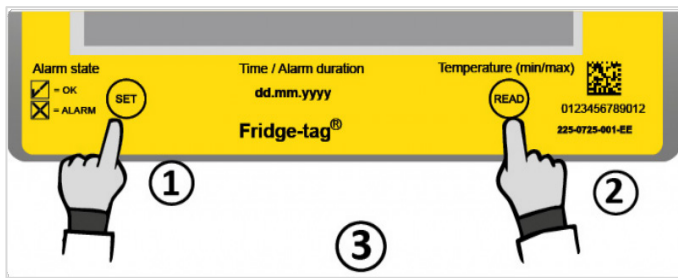 Alarm state
= OK
= ALARM
SET
Time / Alarm duration
dd.mm.yyyy
Fridge-tag®
Temperature (min/max)
READ
0123456789012
225-0725-001-EE
1
2
3